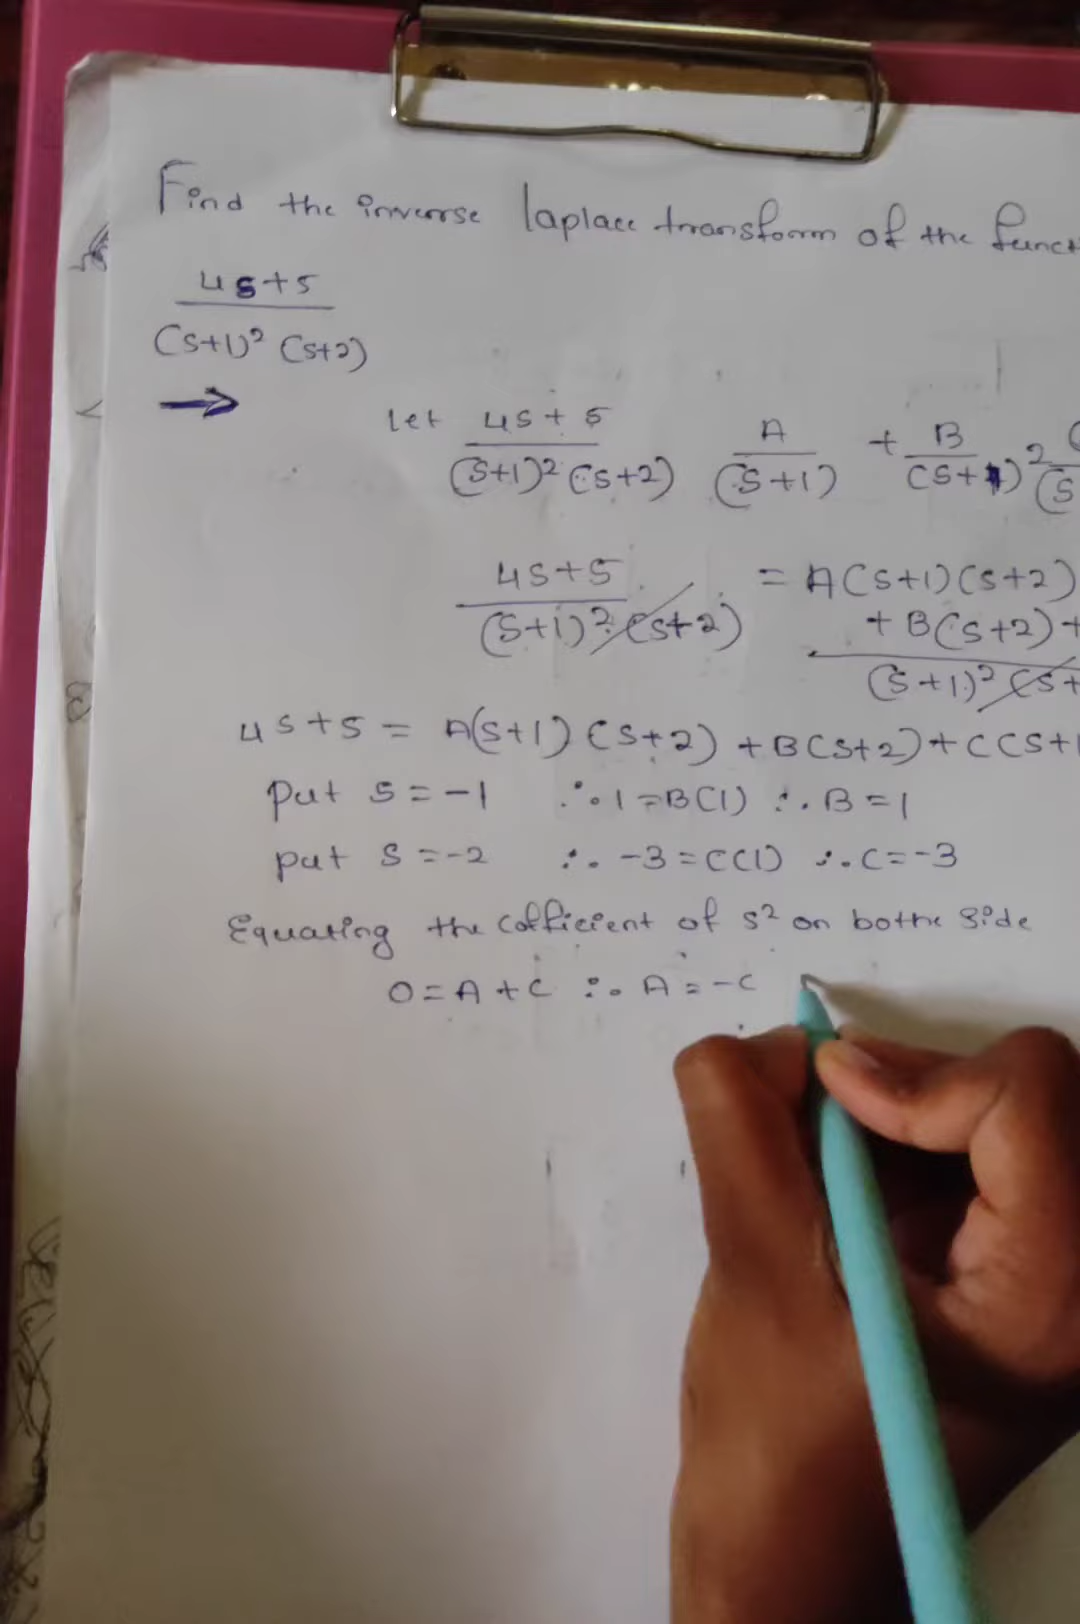 Find the inverse laplace transform of the funct
4s+5
(s+1)² (s+2)
→
Let 4s+5 A + B
(s+1)² (s+2) (s+1) (s+1)² (s
4s+5 = A(s+1)(s+2)
(s+1)² (s+2) + B(s+2)+
(s+1)² (s+
4s+5 = A(s+1) (s+2) + B(s+2) + C(s+1
put s=-1 ∴ 1=B(1) ∴ B=1
put s=-2 ∴ -3=C(1) ∴ C=-3
Equating the cofficient of s² on bothe side
0=A+C ∴ A=-C